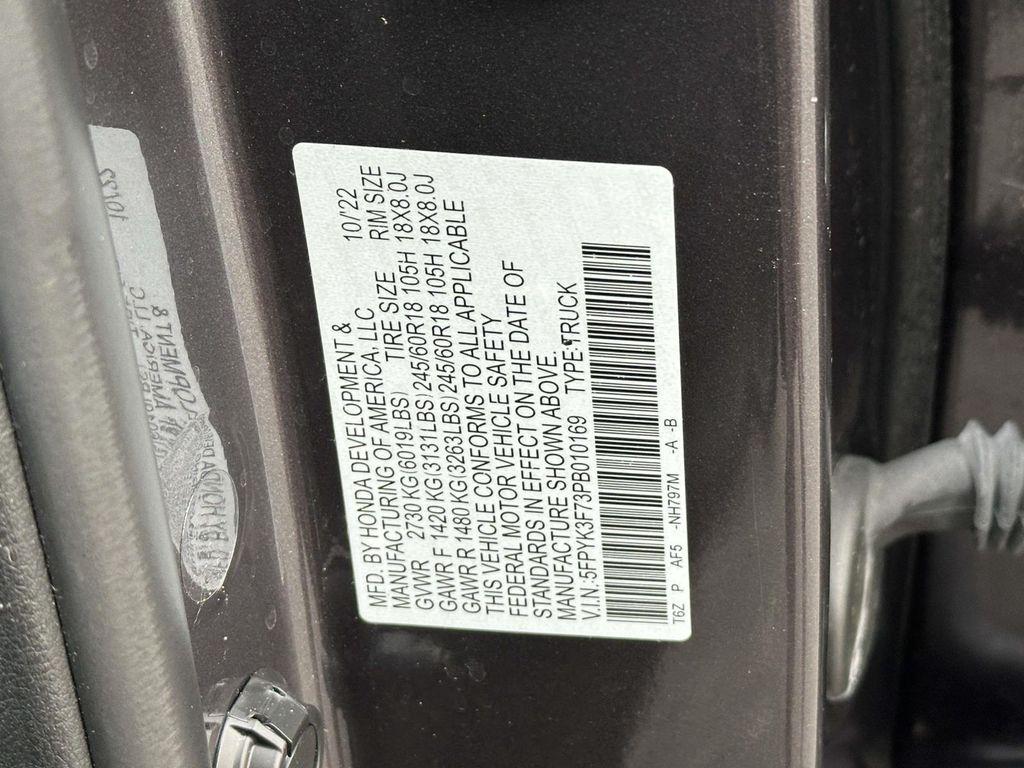 MFD. BY HONDA DEVELOPMENT &
MANUFACTURING OF AMERICA, LLC 10/'22
GVWR 2730 KG(6019LBS) TIRE SIZE RIM SIZE
GAWR F 1420 KG(3131LBS) 245/60R18 105H 18X8.0J
GAWR R 1480 KG(3263LBS) 245/60R18 105H 18X8.0J
THIS VEHICLE CONFORMS TO ALL APPLICABLE
FEDERAL MOTOR VEHICLE SAFETY
STANDARDS IN EFFECT ON THE DATE OF
MANUFACTURE SHOWN ABOVE.
V.I.N.:5FPYK3F73PB010169 TYPE:TRUCK
T6Z P AF5 -NH797M -A -B